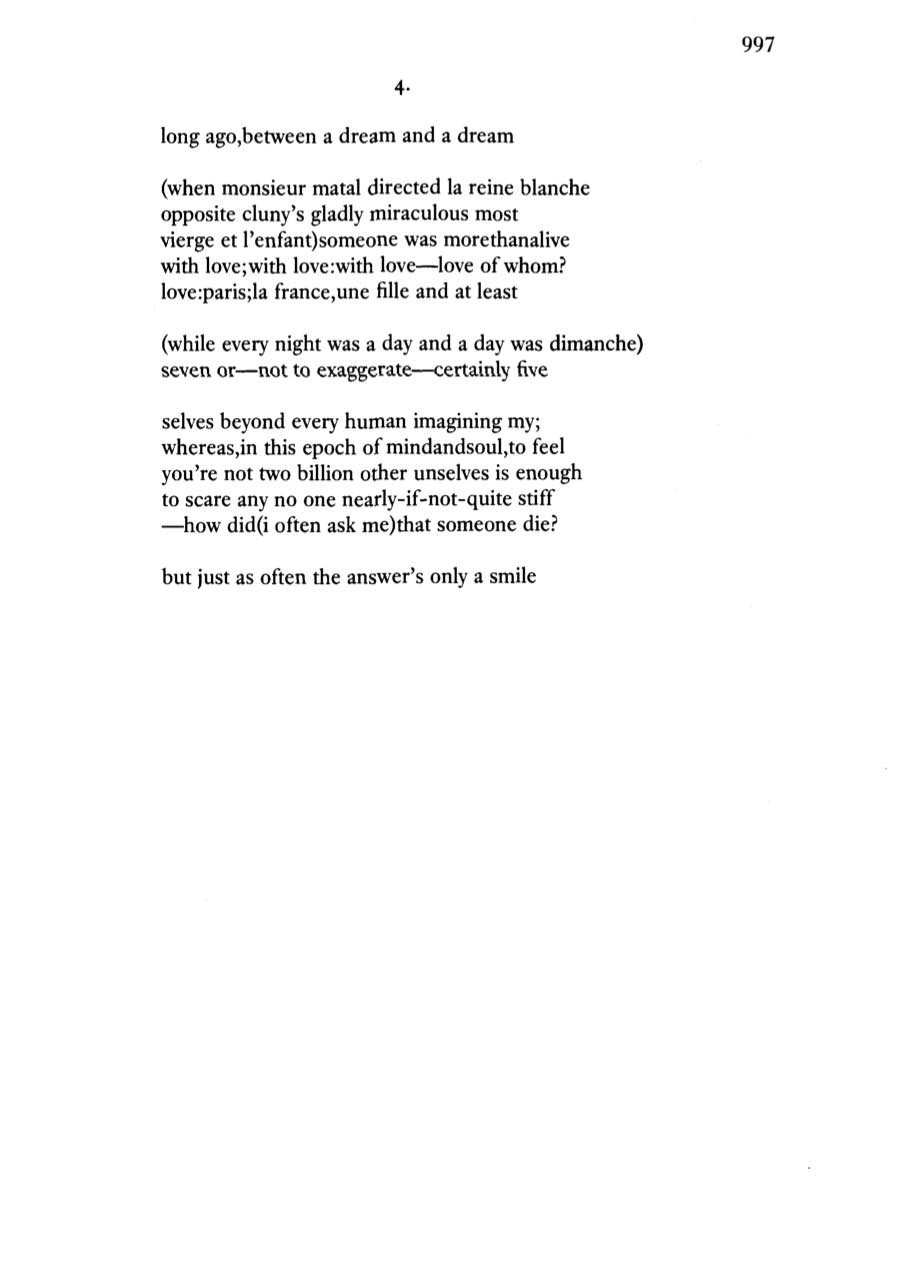 997
4.
long ago,between a dream and a dream
(when monsieur matal directed la reine blanche
opposite cluny's gladly miraculous most
vierge et l'enfant)someone was morethanalive
with love;with love:with love—love of whom?
love:paris;la france,une fille and at least
(while every night was a day and a day was dimanche)
seven or—not to exaggerate—certainly five
selves beyond every human imagining my;
whereas,in this epoch of mindandsoul,to feel
you're not two billion other unselves is enough
to scare any no one nearly-if-not-quite stiff
—how did(i often ask me)that someone die?
but just as often the answer's only a smile